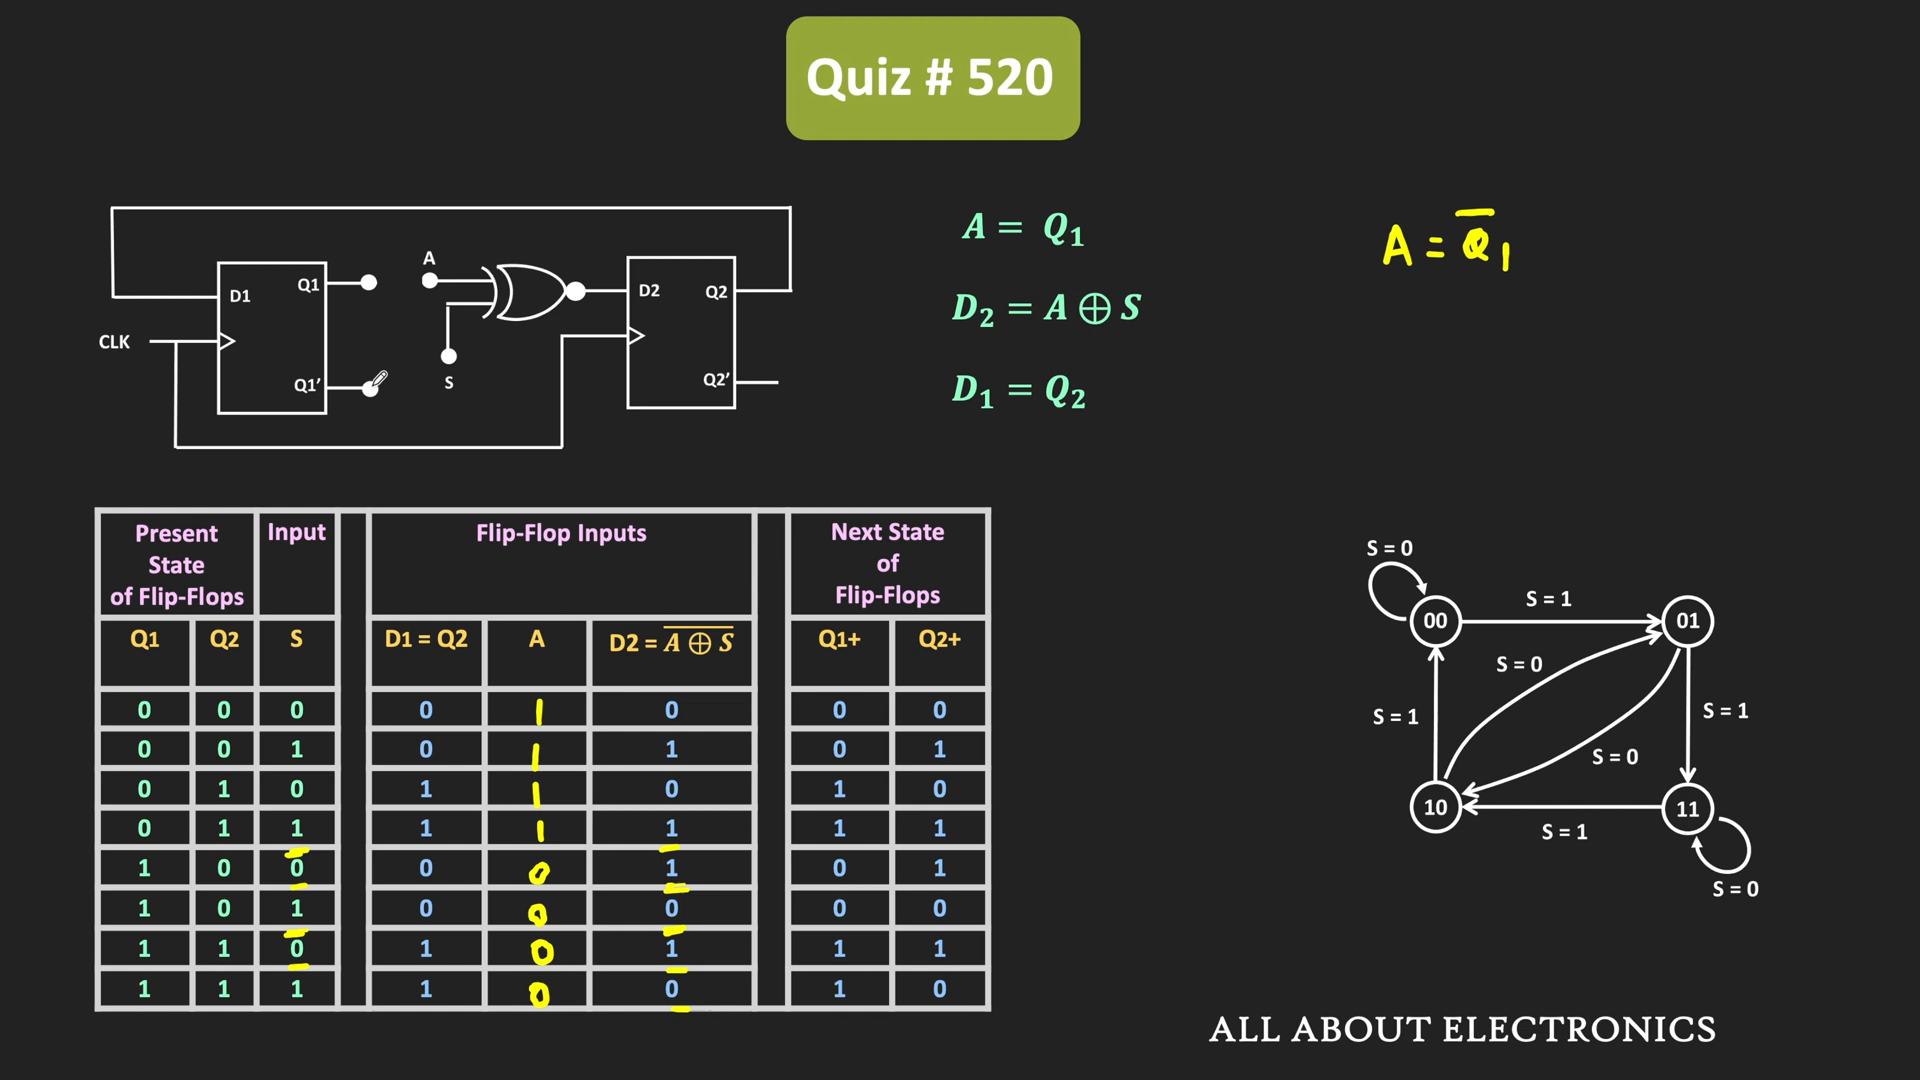 Quiz # 520
A = Q₁
D₂ = A ⊕ S
D₁ = Q₂
A = Q̅₁
D1
Q1
Q1’
CLK
A
S
D2
Q2
Q2’
Present State of Flip-Flops | Input | Flip-Flop Inputs | Next State of Flip-Flops
Q1 Q2 S D1 = Q2 A D2 = \overline{A ⊕ S} Q1+ Q2+
0 0 0 0 1 0 0 0
0 0 1 0 1 1 0 1
0 1 0 1 1 0 1 0
0 1 1 1 1 1 1 1
1 0 0 0 0 1 0 1
1 0 1 0 0 0 0 0
1 1 0 1 0 1 1 1
1 1 1 1 0 0 1 0
S = 0
00
S = 1
01
S = 0
S = 1
S = 1
S = 0
10
S = 1
11
S = 0
ALL ABOUT ELECTRONICS